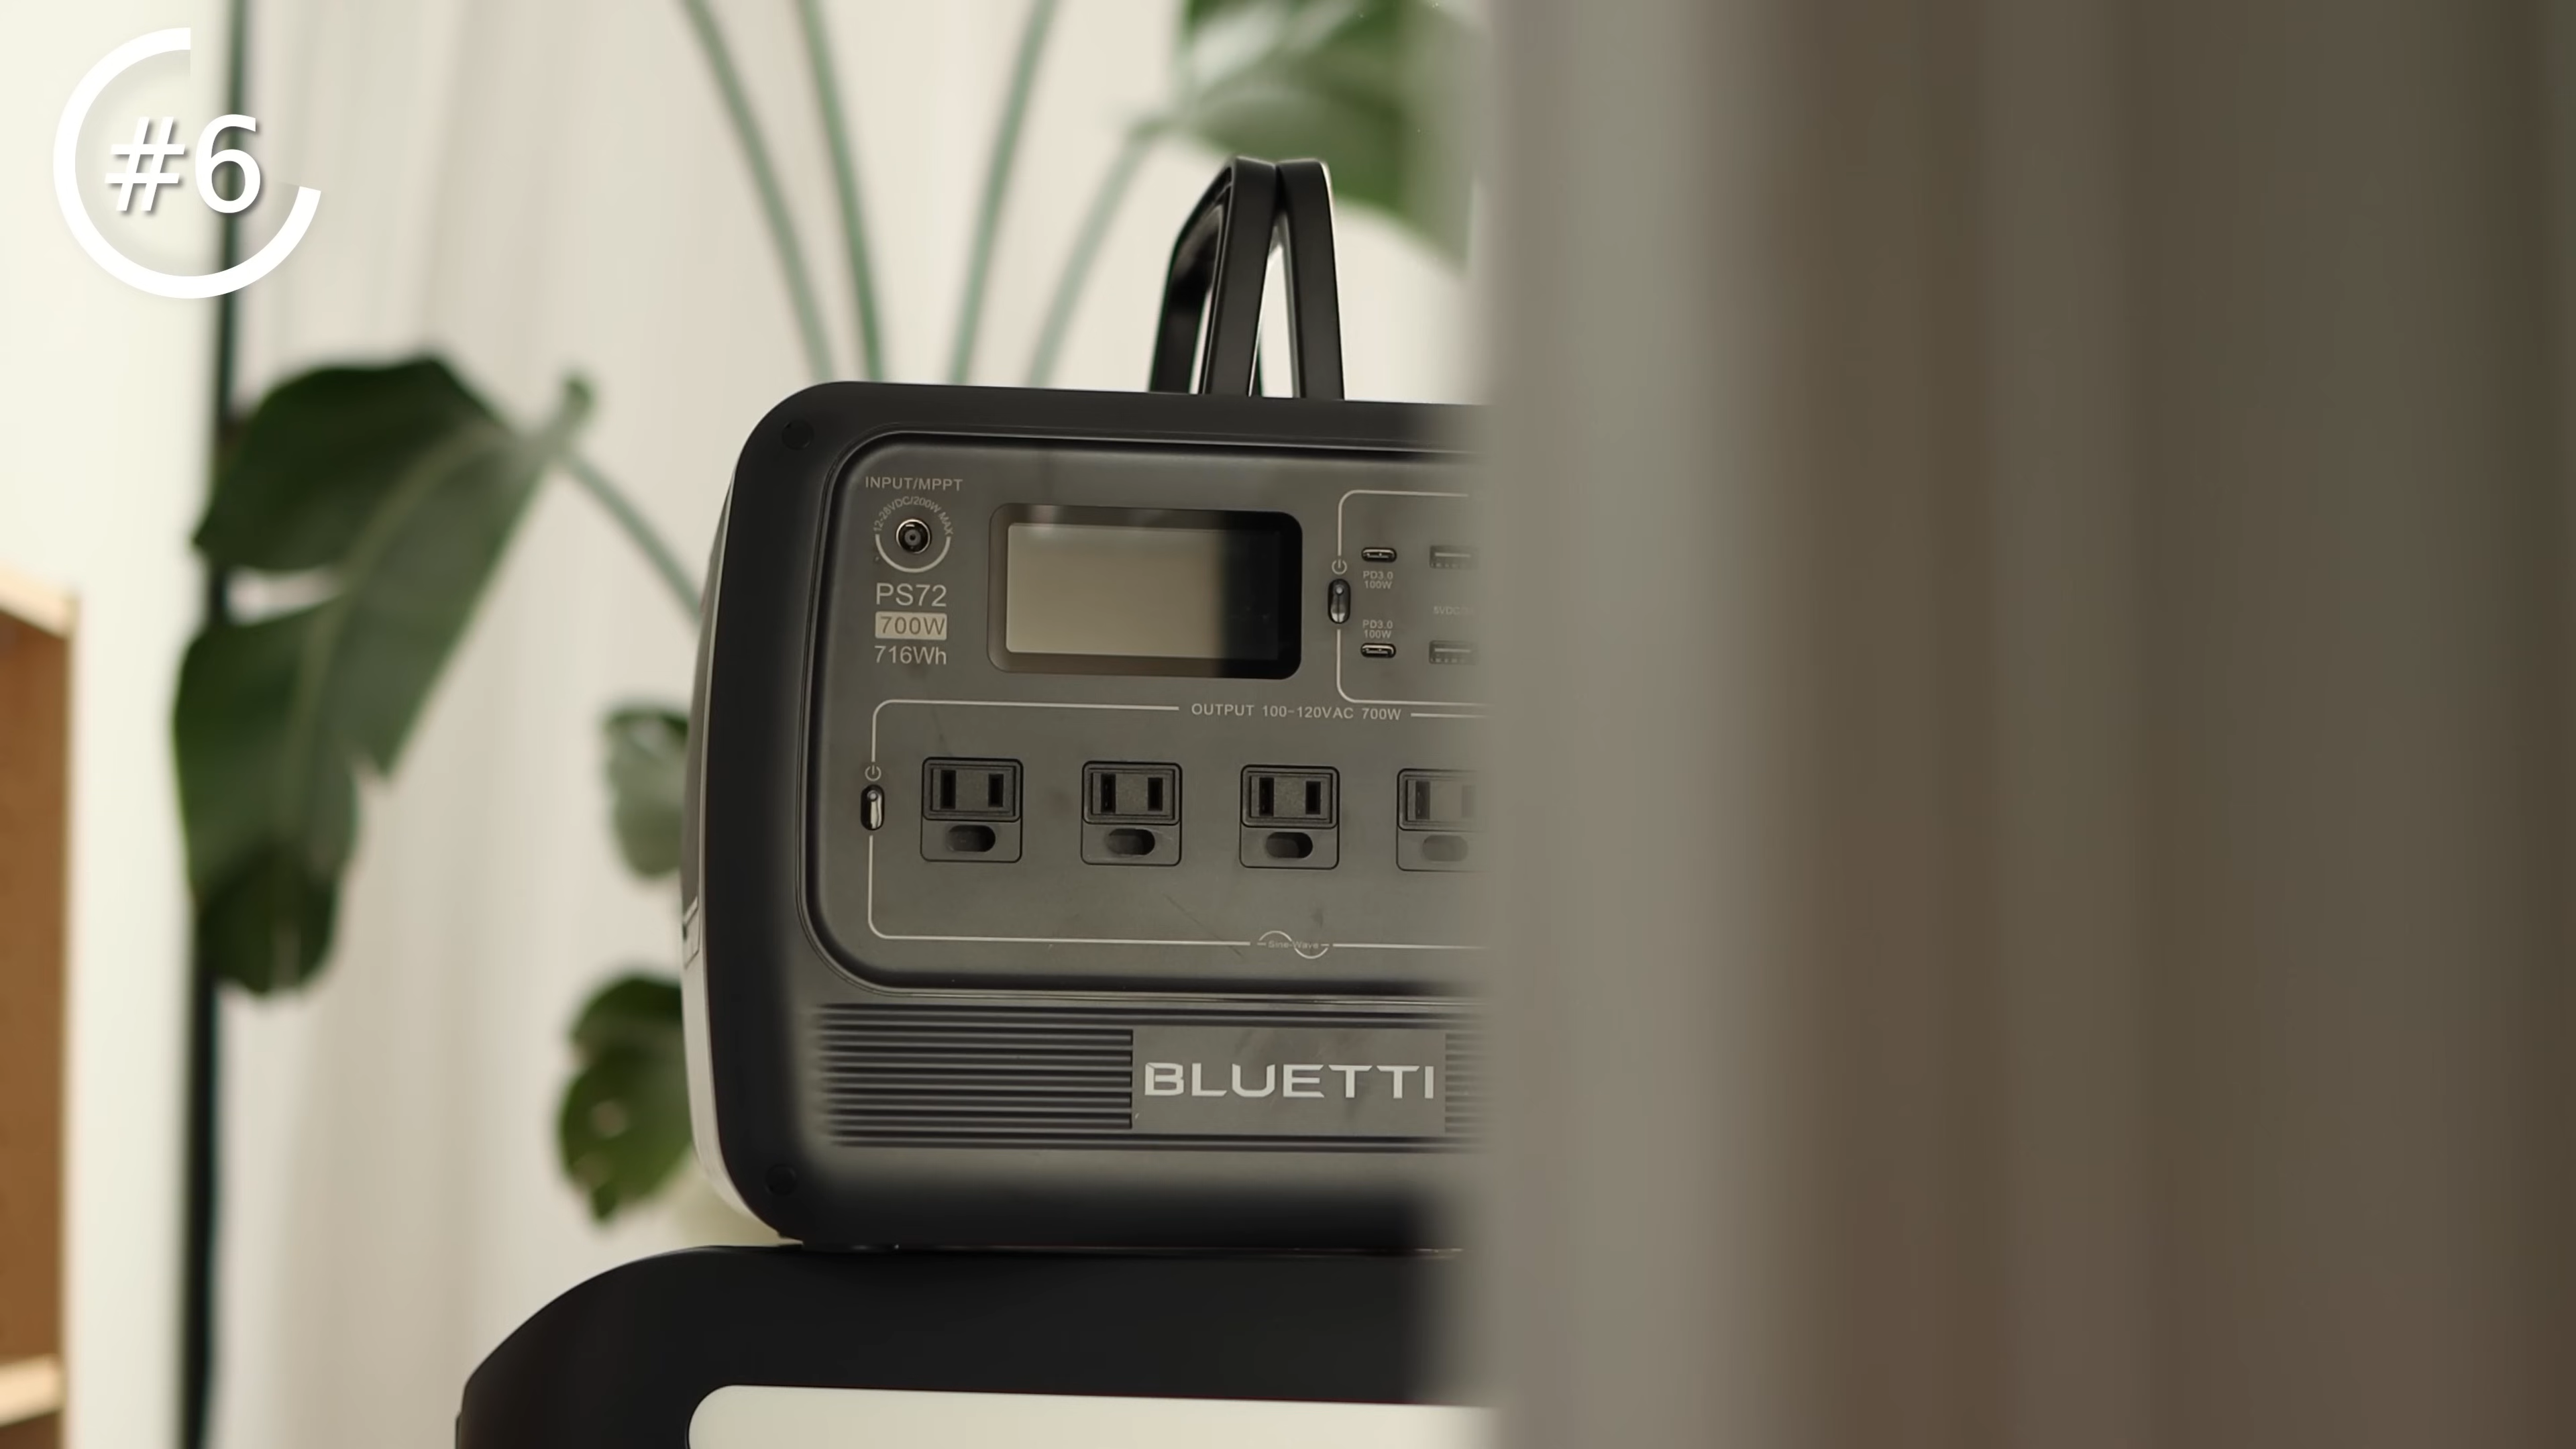 #6
INPUT/MPPT
12-28VDC/200W MAX
PS72
700W
716Wh
PD3.0
100W
PD3.0
100W
5VDC
OUTPUT 100-120VAC 700W
Sine-Wave
BLUETTI